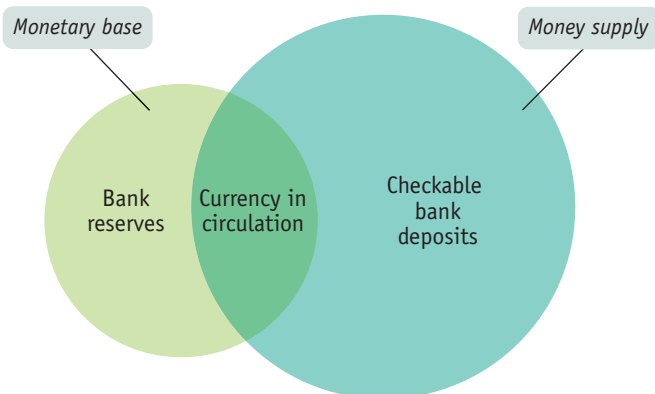 Monetary base
Money supply
Bank
reserves
Currency in
circulation
Checkable
bank
deposits